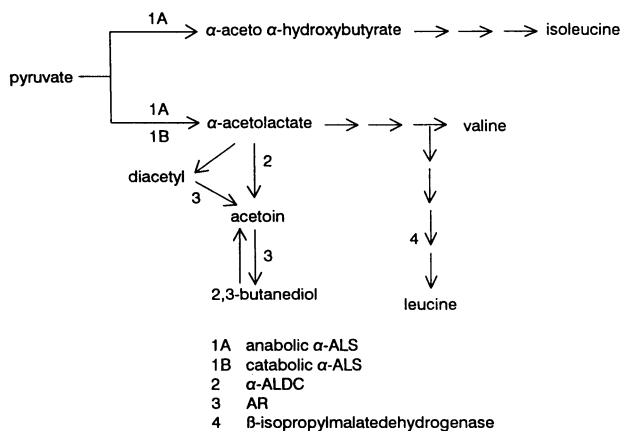 1A
α-aceto α-hydroxybutyrate
isoleucine
pyruvate
1A
α-acetolactate
valine
1B
2
diacetyl
3
acetoin
3
4
2,3-butanediol
leucine
1A anabolic α-ALS
1B catabolic α-ALS
2 α-ALDC
3 AR
4 ß-isopropylmalatedehydrogenase